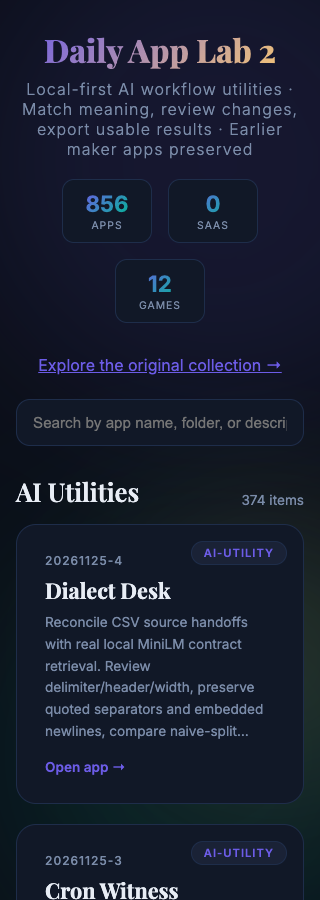 Daily App Lab 2
Local-first AI workflow utilities ·
Match meaning, review changes,
export usable results · Earlier
maker apps preserved
856
APPS
0
SAAS
12
GAMES
Explore the original collection →
Search by app name, folder, or descri
AI Utilities
374 items
20261125-4
AI-UTILITY
Dialect Desk
Reconcile CSV source handoffs
with real local MiniLM contract
retrieval. Review
delimiter/header/width, preserve
quoted separators and embedded
newlines, compare naive-split...
Open app →
20261125-3
AI-UTILITY
Cron Witness